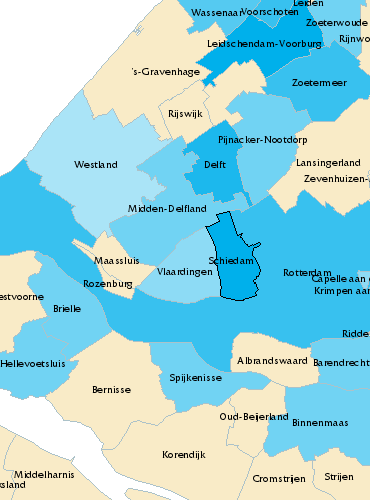 Leiden
Wassenaar
Voorschoten
Zoeterwoude
Rijnwo
Leidschendam-Voorburg
's-Gravenhage
Zoetermeer
Rijswijk
Pijnacker-Nootdorp
Westland
Delft
Lansingerland
Zevenhuizen-
Midden-Delfland
Maassluis
Schiedam
Vlaardingen
Rotterdam
Capelle aan
Rozenburg
Krimpen aan
estvoorne
Brielle
Ridde
Albrandswaard
Barendrecht
Hellevoetsluis
Spijkenisse
Bernisse
Oud-Beijerland
Binnenmaas
Korendijk
Middelharnis
rsland
Cromstrijen
Strijen